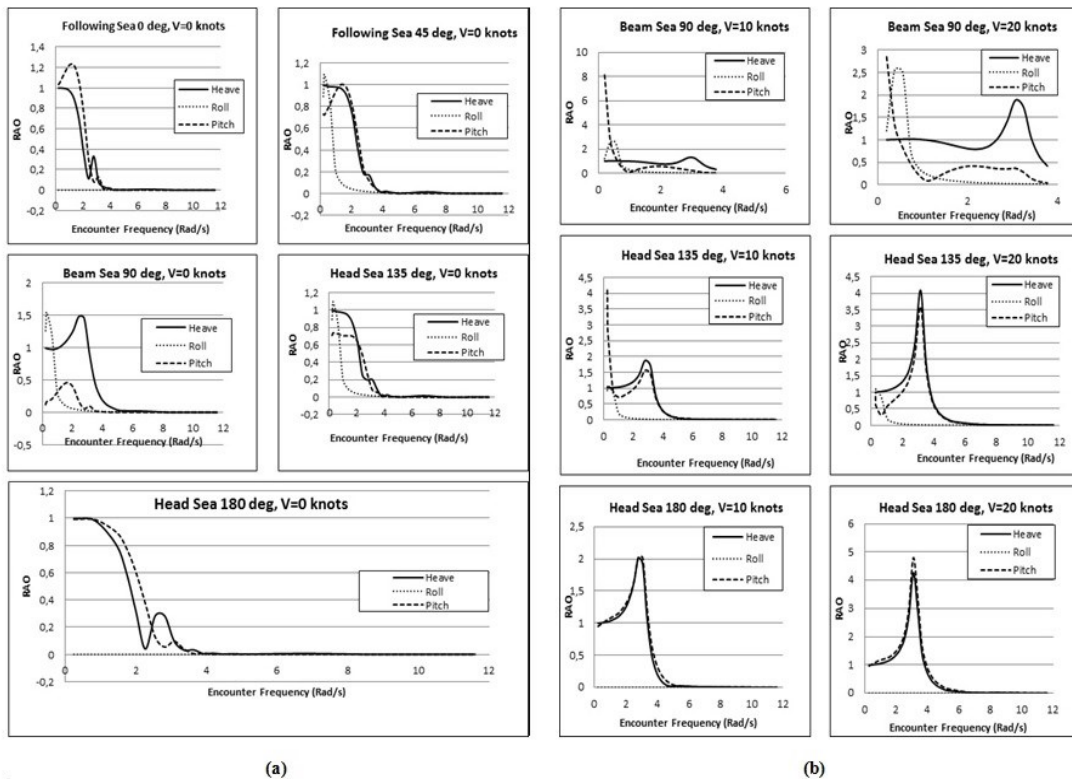 Following Sea 0 deg, V=0 knots
1,4
1,2
1
0,8
0,6
0,4
0,2
0
-0,2
RAO
Heave
Roll
Pitch
0 2 4 6 8 10 12
Encounter Frequency (Rad/s)
Following Sea 45 deg, V=0 knots
1,2
1
0,8
0,6
0,4
0,2
0
-0,2
RAO
Heave
Roll
Pitch
0 2 4 6 8 10 12
Encounter Frequency (Rad/s)
Beam Sea 90 deg, V=0 knots
2
1,5
1
0,5
0
-0,5
RAO
Heave
Roll
Pitch
0 2 4 6 8 10 12
Encounter Frequency (Rad/s)
Head Sea 135 deg, V=0 knots
1,2
1
0,8
0,6
0,4
0,2
0
-0,2
RAO
Heave
Roll
Pitch
0 2 4 6 8 10 12
Encounter Frequency (Rad/s)
Head Sea 180 deg, V=0 knots
1,2
1
0,8
0,6
0,4
0,2
0
-0,2
RAO
Heave
Roll
Pitch
0 2 4 6 8 10 12
Encounter Frequency (Rad/s)
(a)
Beam Sea 90 deg, V=10 knots
10
8
6
4
2
0
RAO
Heave
Roll
Pitch
0 2 4 6
Encounter Frequency (Rad/s)
Beam Sea 90 deg, V=20 knots
3
2,5
2
1,5
1
0,5
0
RAO
Heave
Roll
Pitch
0 2 4
Encounter Frequency (Rad/s)
Head Sea 135 deg, V=10 knots
4,5
4
3,5
3
2,5
2
1,5
1
0,5
0
RAO
Heave
Roll
Pitch
0 2 4 6 8 10 12
Encounter Frequency (Rad/s)
Head Sea 135 deg, V=20 knots
4,5
4
3,5
3
2,5
2
1,5
1
0,5
0
RAO
Heave
Roll
Pitch
0 2 4 6 8 10 12
Encounter Frequency (Rad/s)
Head Sea 180 deg, V=10 knots
2,5
2
1,5
1
0,5
0
RAO
Heave
Roll
Pitch
0 2 4 6 8 10 12
Encounter Frequency (Rad/s)
Head Sea 180 deg, V=20 knots
6
5
4
3
2
1
0
RAO
Heave
Roll
Pitch
0 2 4 6 8 10 12
Encounter Frequency (Rad/s)
(b)